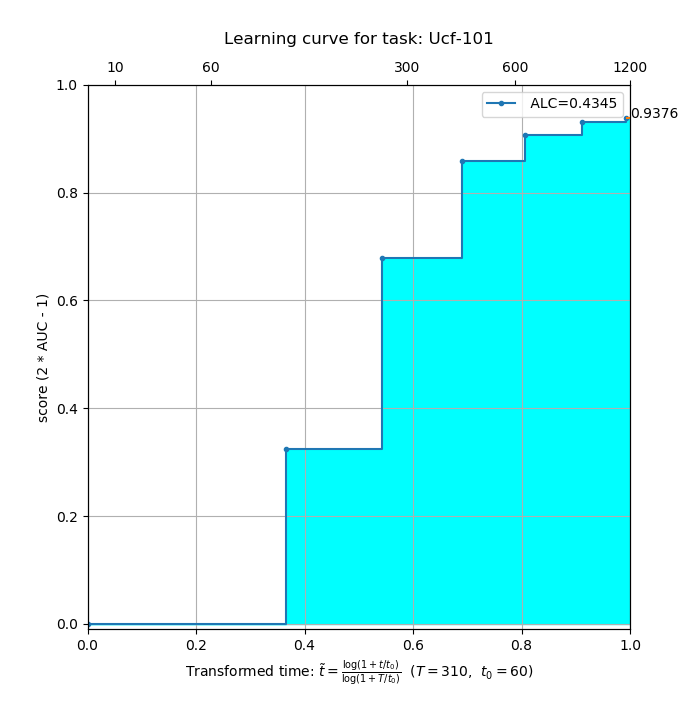 Learning curve for task: Ucf-101
10 60 300 600 1200
1.0
ALC=0.4345
0.9376
0.8
0.6
score (2 * AUC - 1)
0.4
0.2
0.0
0.0 0.2 0.4 0.6 0.8 1.0
Transformed time: t̃ = log(1 + t/t₀) / log(1 + T/t₀) (T = 310, t₀ = 60)